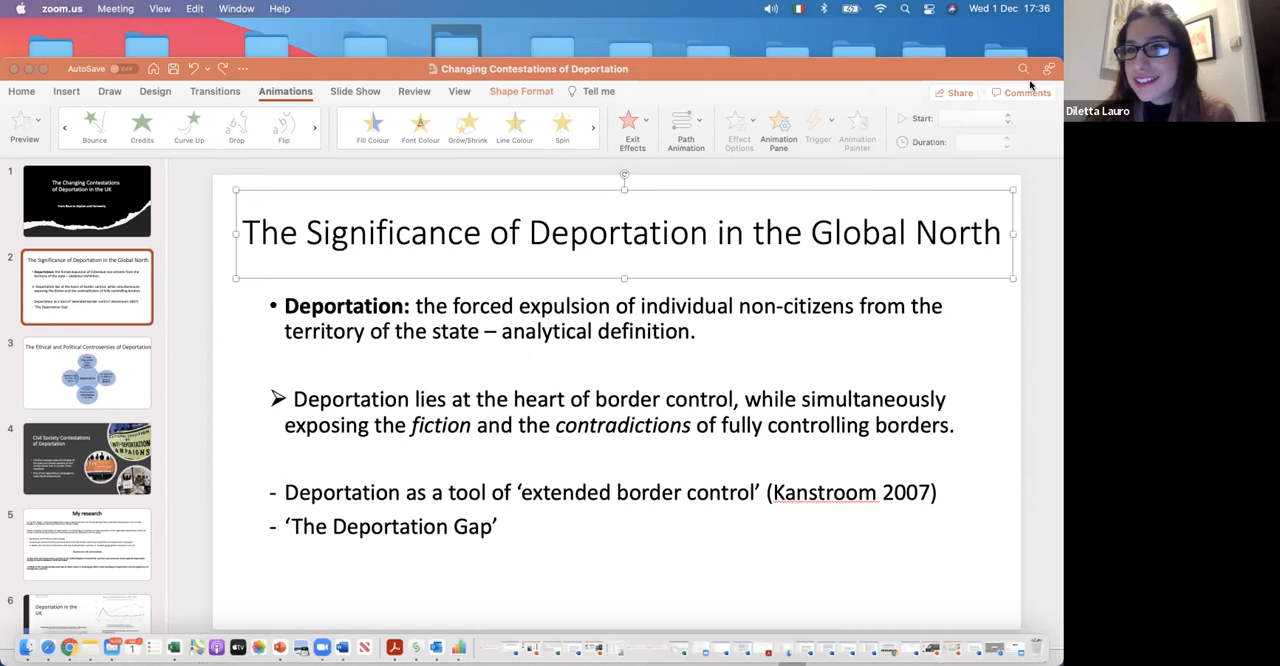 zoom.us Meeting View Edit Window Help Wed 1 Dec 17:36
AutoSave OFF Changing Contestations of Deportation
Home Insert Draw Design Transitions Animations Slide Show Review View Shape Format Tell me Share Comments
Diletta Lauro
Preview Bounce Credits Curve Up Drop Flip Fill Colour Font Colour Grow/Shrink Line Colour Spin Exit Effects Path Animation Effect Options Animation Pane Trigger Animation Painter Start:
Duration:
1
The Changing Contestations
of Deportation in the UK
2
The Significance of Deportation in the Global North
3
The Ethical and Political Controversies of Deportation
4
Civil Society Contestations
of Deportation
5
My research
6
Deportation in the
UK
The Significance of Deportation in the Global North
• Deportation: the forced expulsion of individual non-citizens from the
territory of the state – analytical definition.
➢ Deportation lies at the heart of border control, while simultaneously
exposing the fiction and the contradictions of fully controlling borders.
- Deportation as a tool of ‘extended border control’ (Kanstroom 2007)
- ‘The Deportation Gap’